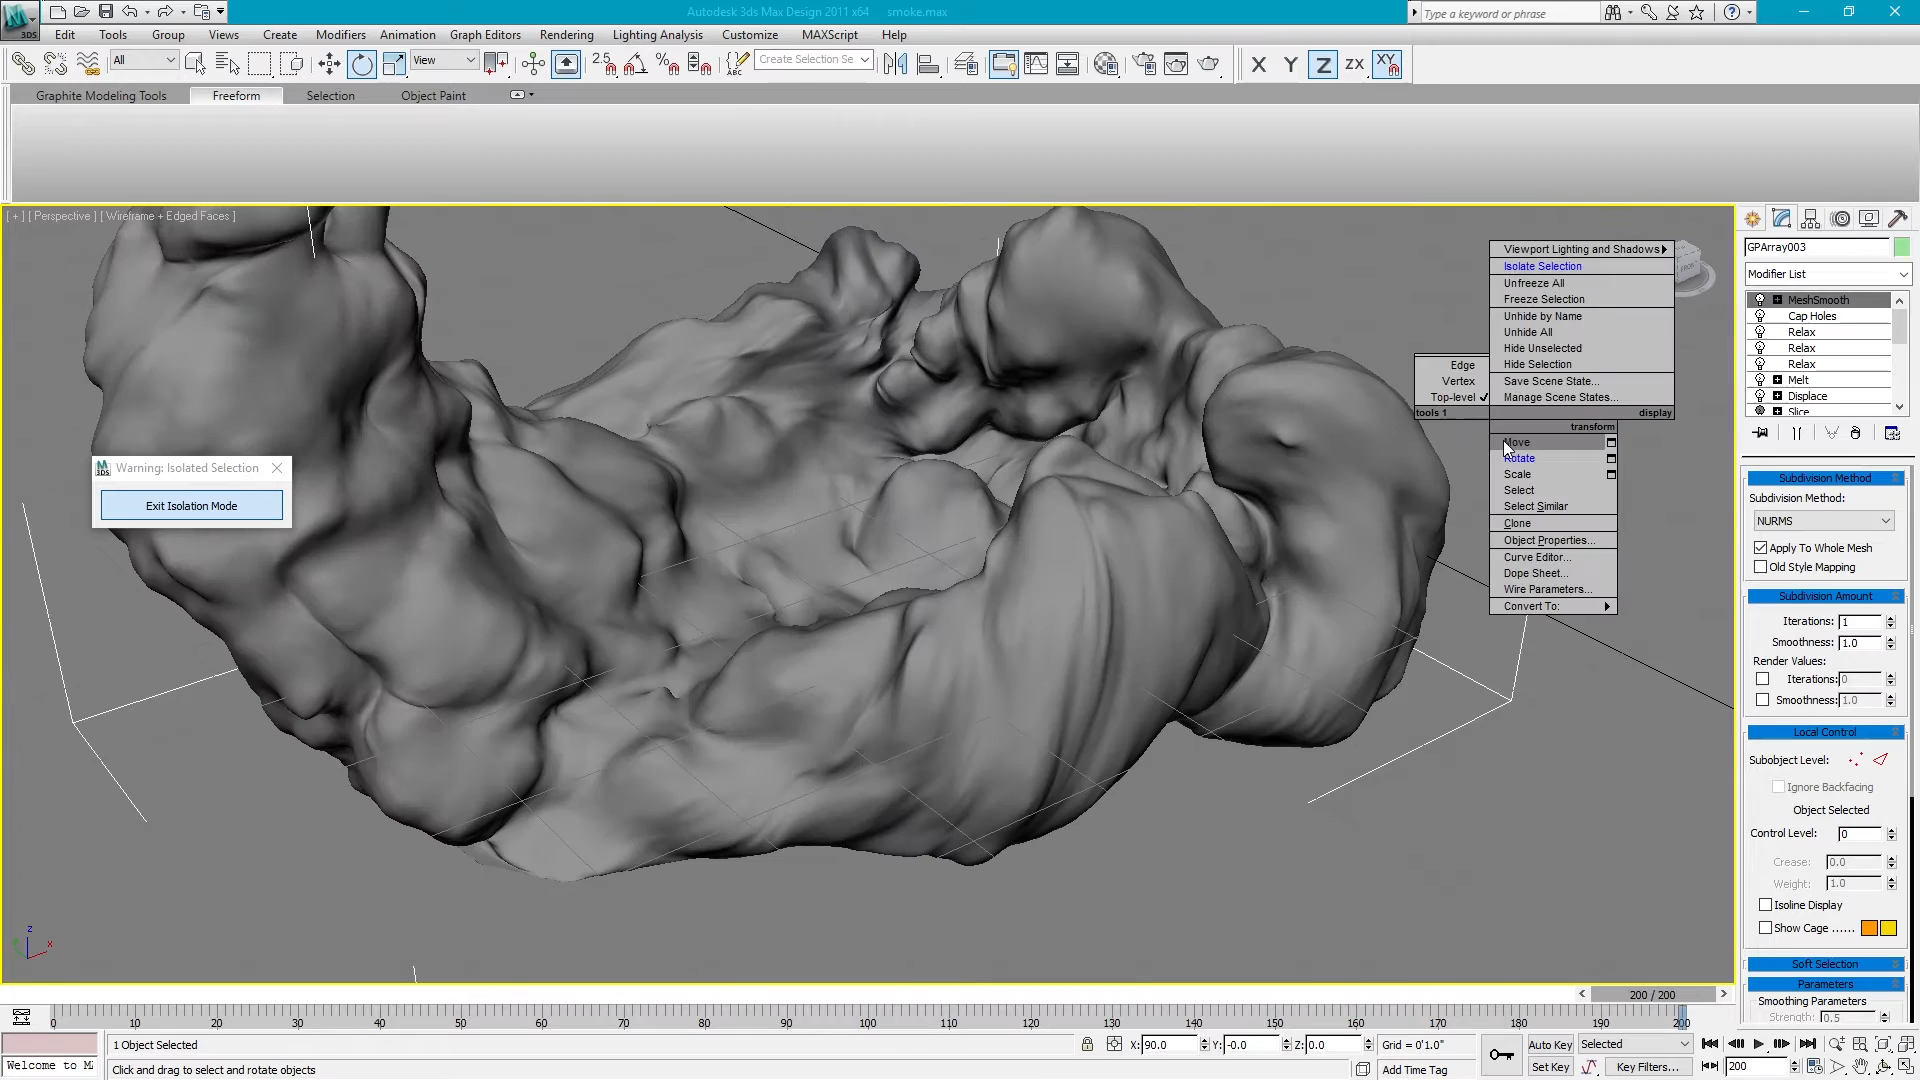 Autodesk 3ds Max Design 2011 x64 smoke.max
Type a keyword or phrase
3DS
Edit Tools Group Views Create Modifiers Animation Graph Editors Rendering Lighting Analysis Customize MAXScript Help
All View 2.5 Create Selection Se X Y Z ZX XY
Graphite Modeling Tools Freeform Selection Object Paint
[ + ] [ Perspective ] [ Wireframe + Edged Faces ]
Viewport Lighting and Shadows
Isolate Selection
Unfreeze All
Freeze Selection
Unhide by Name
Unhide All
Hide Unselected
Hide Selection
Save Scene State...
Manage Scene States...
Edge
Vertex
Top-level
tools 1 display
transform
Move
Rotate
Scale
Select
Select Similar
Clone
Object Properties...
Curve Editor...
Dope Sheet...
Wire Parameters...
Convert To:
Warning: Isolated Selection
Exit Isolation Mode
GPArray003
Modifier List
MeshSmooth
Cap Holes
Relax
Relax
Relax
Melt
Displace
Slice
Subdivision Method
Subdivision Method:
NURMS
Apply To Whole Mesh
Old Style Mapping
Subdivision Amount
Iterations: 1
Smoothness: 1.0
Render Values:
Iterations: 0
Smoothness: 1.0
Local Control
Subobject Level:
Ignore Backfacing
Object Selected
Control Level: 0
Crease: 0.0
Weight: 1.0
Isoline Display
Show Cage ......
Soft Selection
Parameters
Smoothing Parameters
Strength: 0.5
z
x
200 / 200
0 10 20 30 40 50 60 70 80 90 100 110 120 130 140 150 160 170 180 190 200
1 Object Selected X: 90.0 Y: -0.0 Z: 0.0 Grid = 0'1.0" Auto Key Selected
Welcome to M Click and drag to select and rotate objects Add Time Tag Set Key Key Filters... 200